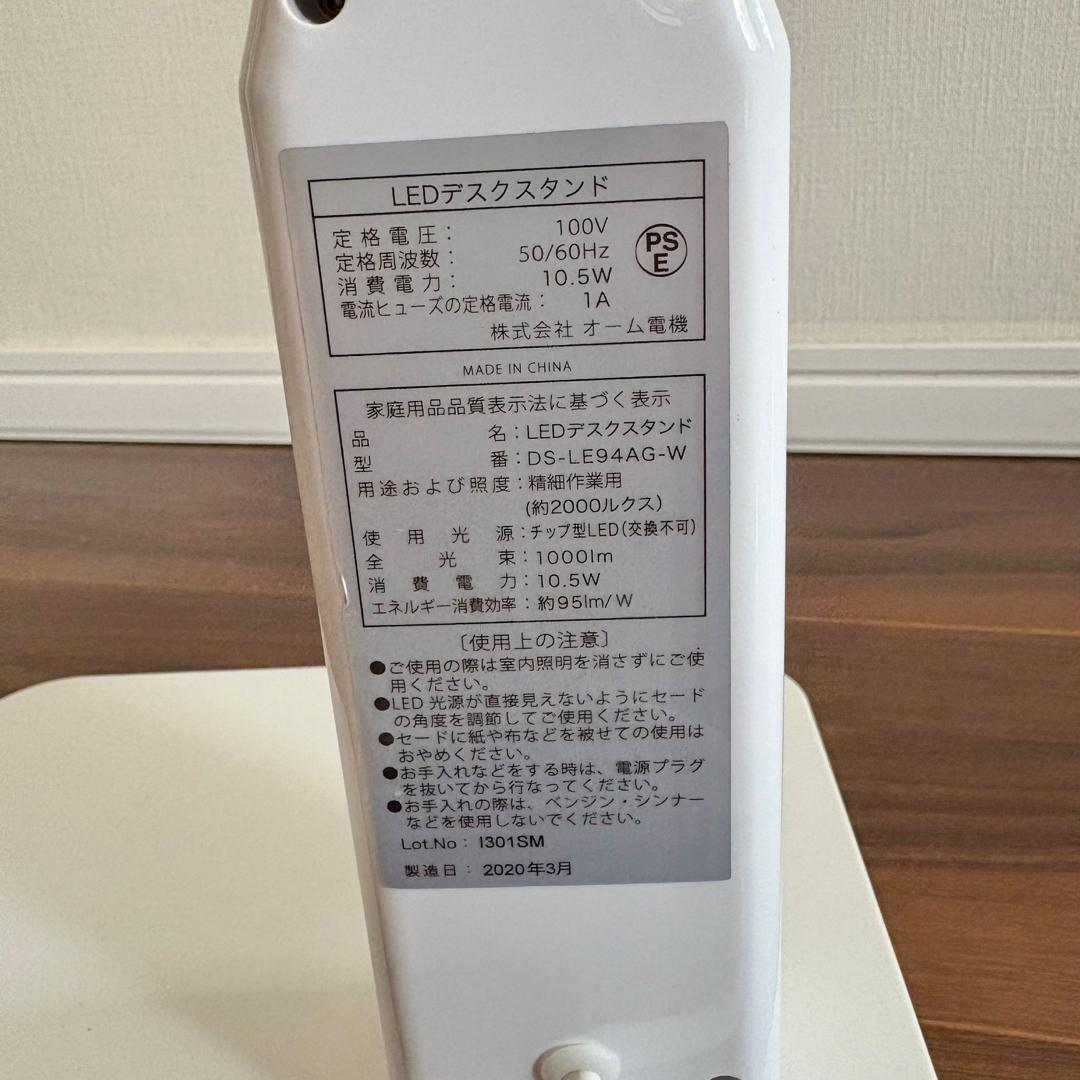 LEDデスクスタンド
定格電圧： 100V
定格周波数： 50/60Hz
消費電力： 10.5W
電流ヒューズの定格電流： 1A
PS
E
株式会社 オーム電機
MADE IN CHINA
家庭用品品質表示法に基づく表示
品名：LEDデスクスタンド
型番：DS-LE94AG-W
用途および照度：精細作業用
(約2000ルクス)
使用光源：チップ型LED(交換不可)
全光束：1000lm
消費電力：10.5W
エネルギー消費効率：約95lm/W
〔使用上の注意〕
●ご使用の際は室内照明を消さずにご使
用ください。
●LED光源が直接見えないようにセード
の角度を調節してご使用ください。
●セードに紙や布などを被せての使用は
おやめください。
●お手入れなどをする時は、電源プラグ
を抜いてから行なってください。
●お手入れの際は、ベンジン・シンナー
などを使用しないでください。
Lot.No：I301SM
製造日：2020年3月